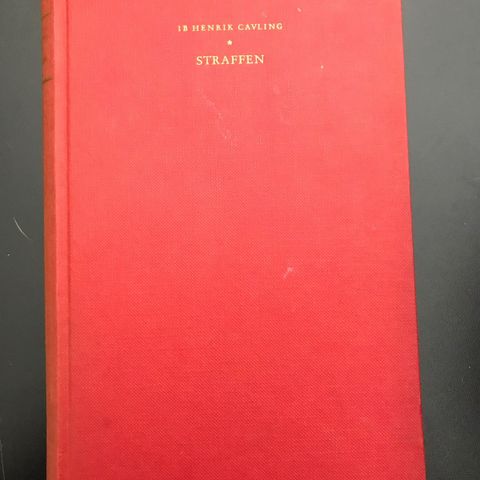 IB HENRIK CAVLING
*
STRAFFEN